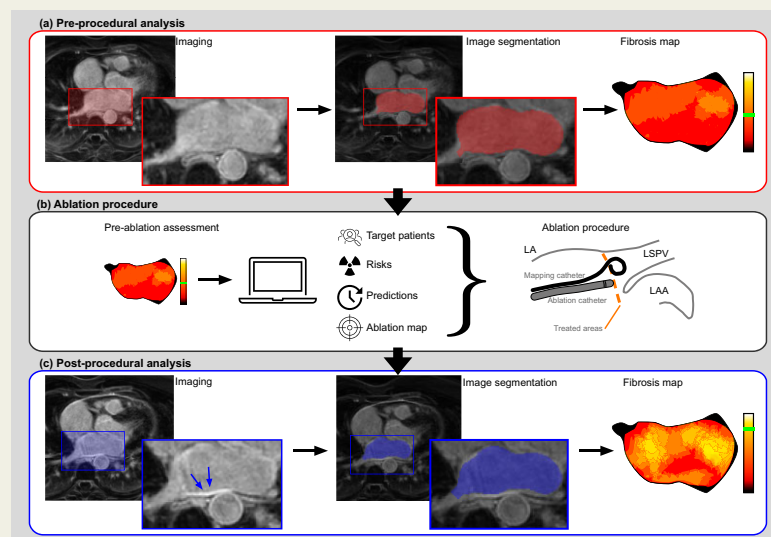 (a) Pre-procedural analysis
Imaging
Image segmentation
Fibrosis map
(b) Ablation procedure
Pre-ablation assessment
Target patients
Risks
Predictions
Ablation map
Ablation procedure
LA
LSPV
Mapping catheter
LAA
Ablation catheter
Treated areas
(c) Post-procedural analysis
Imaging
Image segmentation
Fibrosis map